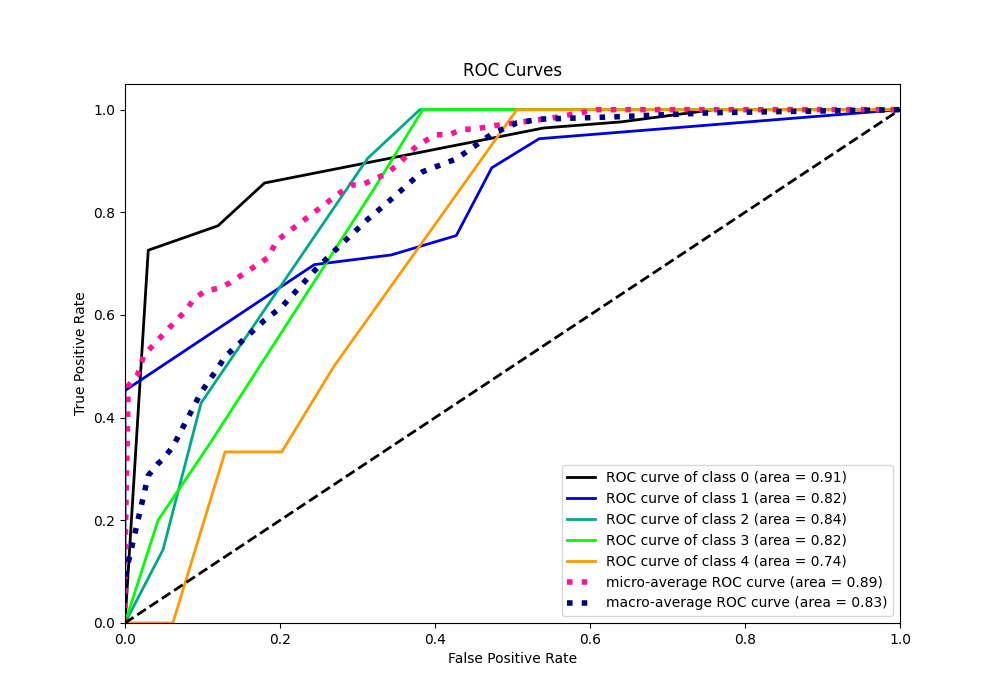 ROC Curves
True Positive Rate
1.0
0.8
0.6
0.4
0.2
0.0
0.0 0.2 0.4 0.6 0.8 1.0
False Positive Rate
ROC curve of class 0 (area = 0.91)
ROC curve of class 1 (area = 0.82)
ROC curve of class 2 (area = 0.84)
ROC curve of class 3 (area = 0.82)
ROC curve of class 4 (area = 0.74)
micro-average ROC curve (area = 0.89)
macro-average ROC curve (area = 0.83)